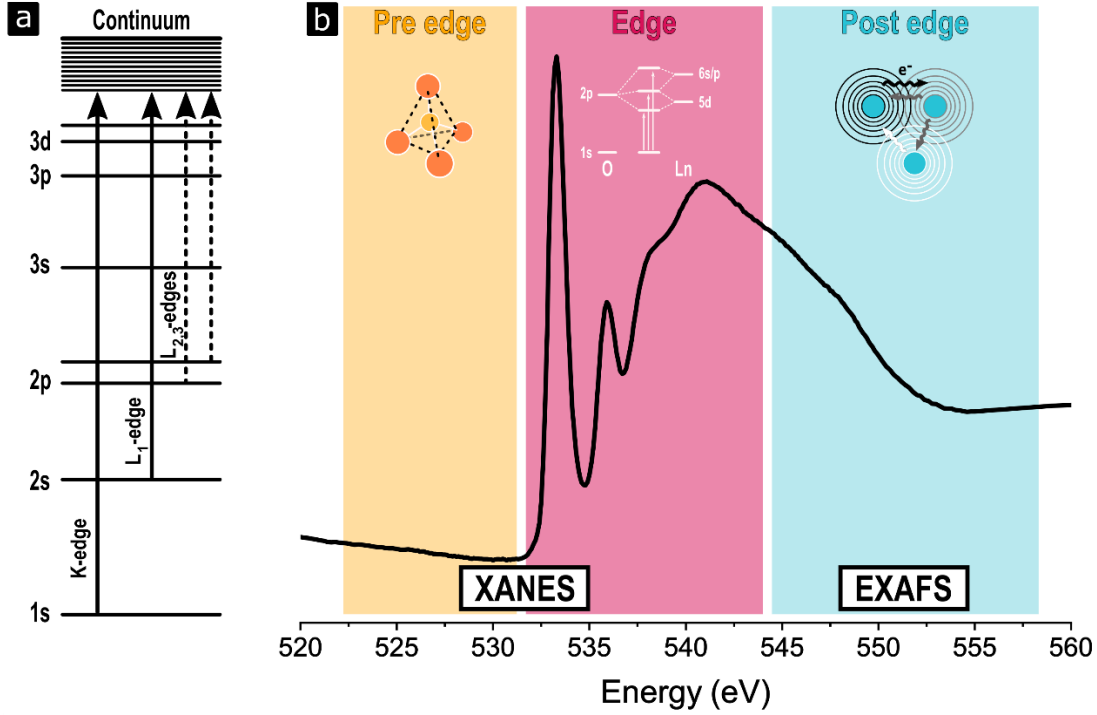 a
Continuum
3d
3p
3s
2p
2s
1s
K-edge
L1-edge
L2,3-edges
b
Pre edge
Edge
Post edge
2p
6s/p
5d
1s
O
Ln
e-
XANES
EXAFS
520
525
530
535
540
545
550
555
560
Energy (eV)